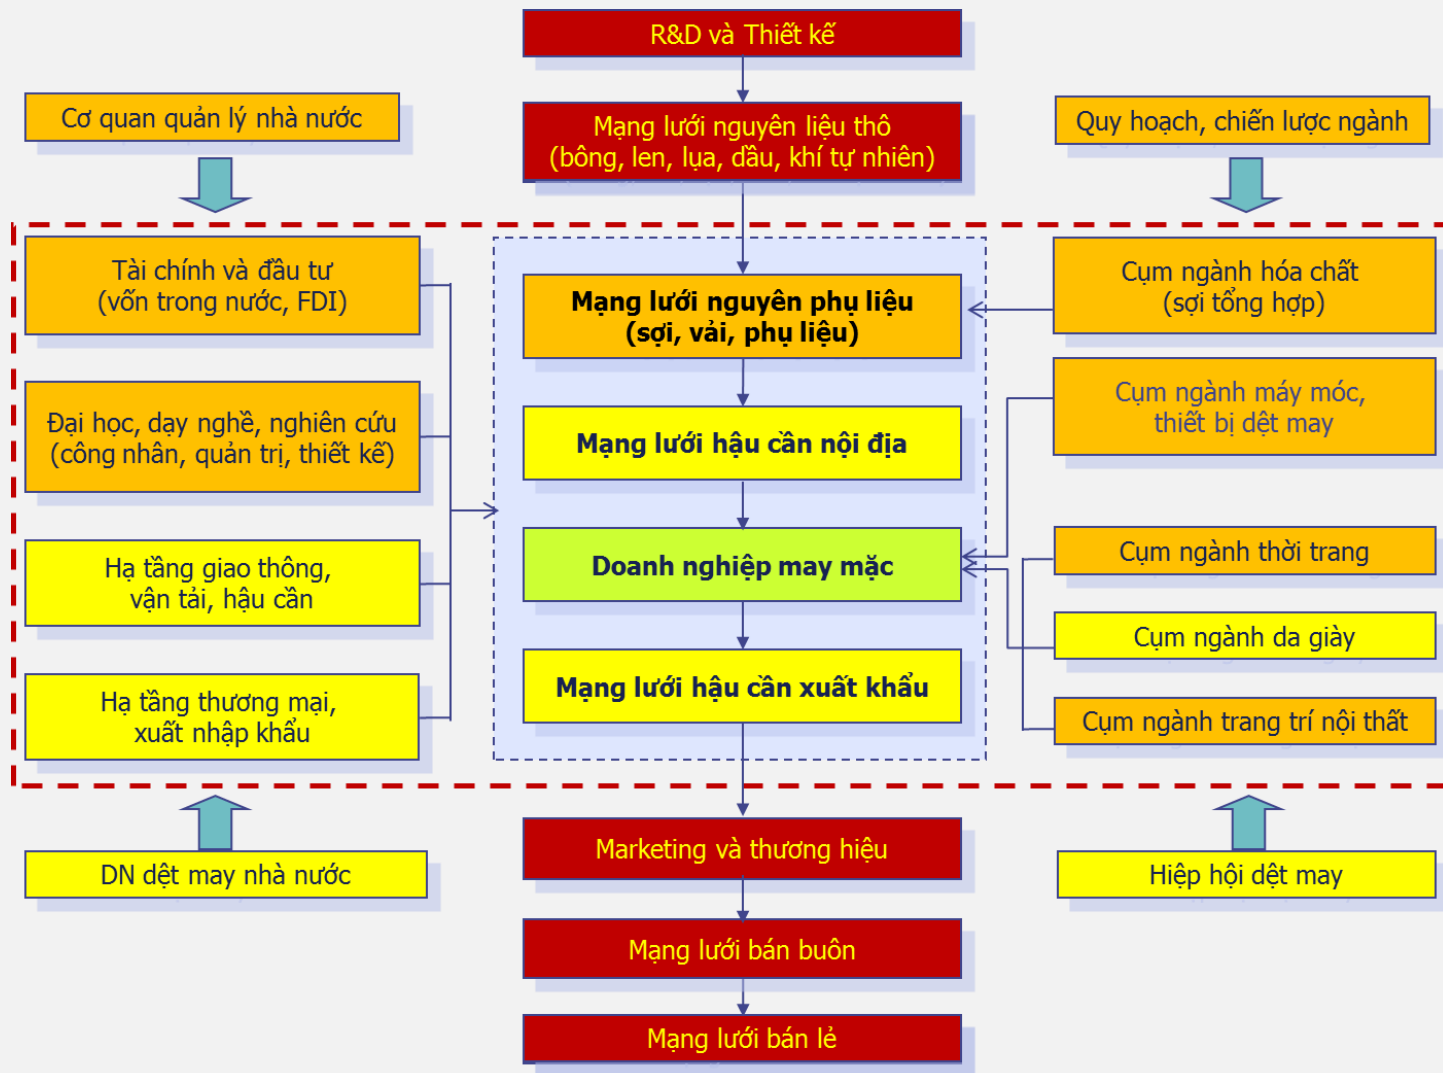 R&D và Thiết kế
Cơ quan quản lý nhà nước
Mạng lưới nguyên liệu thô
(bông, len, lụa, dầu, khí tự nhiên)
Quy hoạch, chiến lược ngành
Tài chính và đầu tư
(vốn trong nước, FDI)
Mạng lưới nguyên phụ liệu
(sợi, vải, phụ liệu)
Cụm ngành hóa chất
(sợi tổng hợp)
Đại học, dạy nghề, nghiên cứu
(công nhân, quản trị, thiết kế)
Mạng lưới hậu cần nội địa
Cụm ngành máy móc,
thiết bị dệt may
Hạ tầng giao thông,
vận tải, hậu cần
Doanh nghiệp may mặc
Cụm ngành thời trang
Cụm ngành da giày
Hạ tầng thương mại,
xuất nhập khẩu
Mạng lưới hậu cần xuất khẩu
Cụm ngành trang trí nội thất
DN dệt may nhà nước
Marketing và thương hiệu
Hiệp hội dệt may
Mạng lưới bán buôn
Mạng lưới bán lẻ